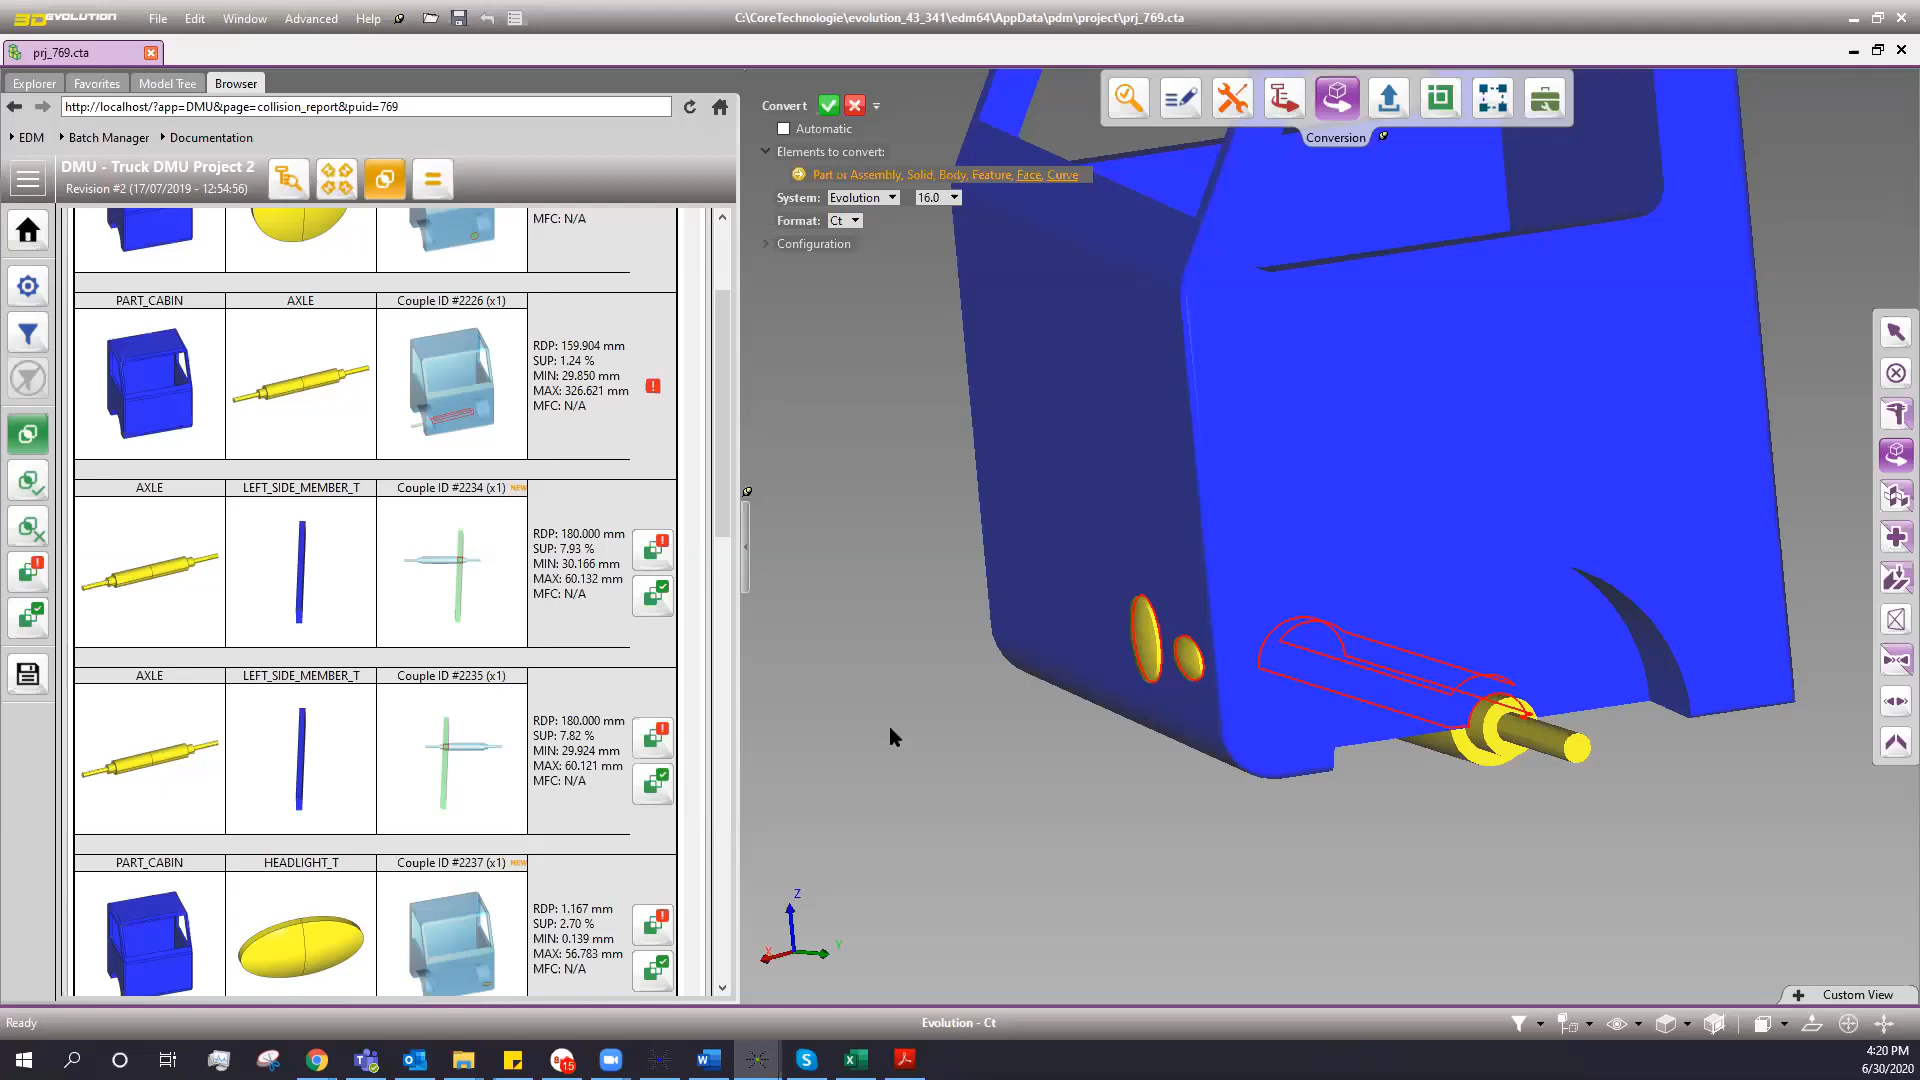 3D EVOLUTION
File Edit Window Advanced Help
C:\CoreTechnologie\evolution_43_341\edm64\AppData\pdm\project\prj_769.cta
prj_769.cta
Explorer Favorites Model Tree Browser
http://localhost/?app=DMU&page=collision_report&puid=769
EDM Batch Manager Documentation
DMU - Truck DMU Project 2
Revision #2 (17/07/2019 - 12:54:56)
MFC: N/A
PART_CABIN AXLE Couple ID #2226 (x1)
RDP: 159.904 mm
SUP: 1.24 %
MIN: 29.850 mm
MAX: 326.621 mm
MFC: N/A
AXLE LEFT_SIDE_MEMBER_T Couple ID #2234 (x1) NEW
RDP: 180.000 mm
SUP: 7.93 %
MIN: 30.166 mm
MAX: 60.132 mm
MFC: N/A
AXLE LEFT_SIDE_MEMBER_T Couple ID #2235 (x1)
RDP: 180.000 mm
SUP: 7.82 %
MIN: 29.924 mm
MAX: 60.121 mm
MFC: N/A
PART_CABIN HEADLIGHT_T Couple ID #2237 (x1) NEW
RDP: 1.167 mm
SUP: 2.70 %
MIN: 0.139 mm
MAX: 56.783 mm
MFC: N/A
Convert
Automatic
Elements to convert:
Part or Assembly, Solid, Body, Feature, Face, Curve
System: Evolution 16.0
Format: Ct
Configuration
Conversion
Z
X
Y
Custom View
Ready
Evolution - Ct
15
4:20 PM
6/30/2020